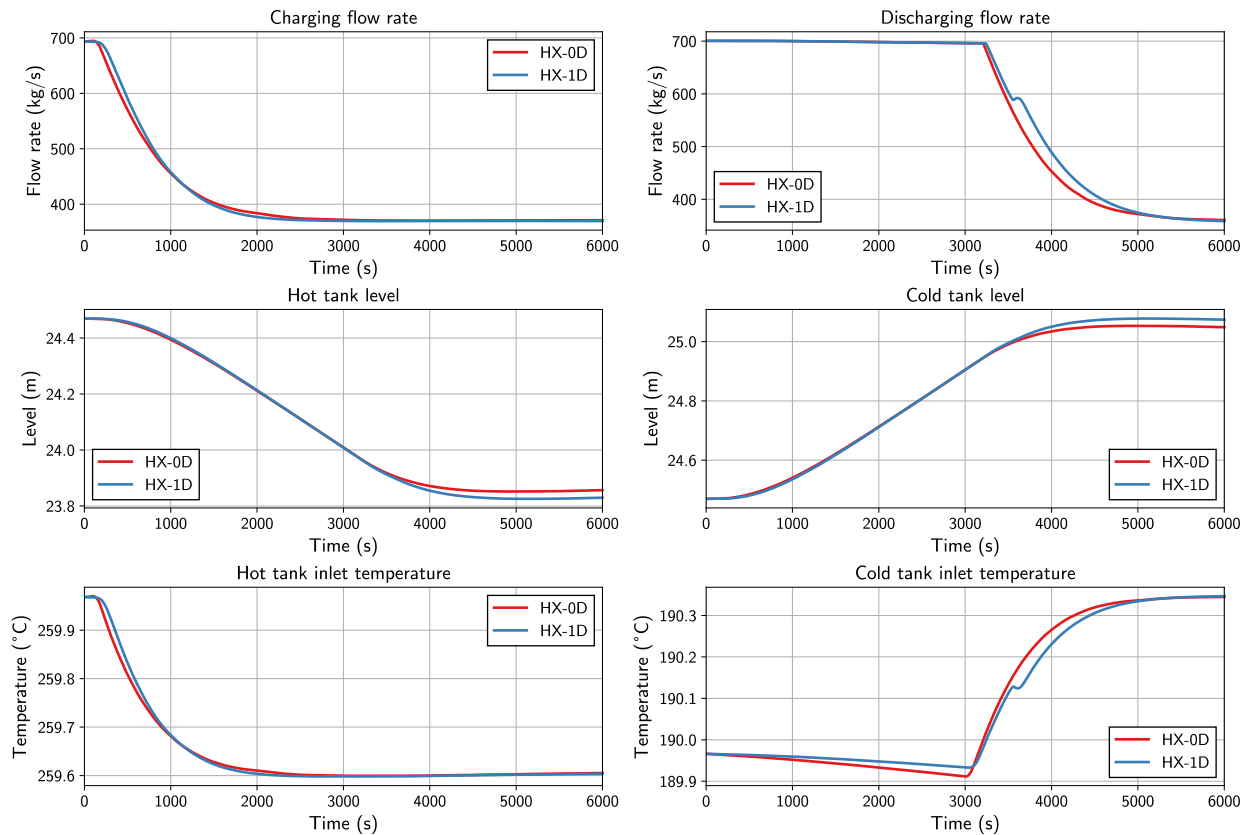 Charging flow rate
Flow rate (kg/s)
700
600
500
400
HX-0D
HX-1D
0 1000 2000 3000 4000 5000 6000
Time (s)
Discharging flow rate
Flow rate (kg/s)
700
600
500
400
HX-0D
HX-1D
0 1000 2000 3000 4000 5000 6000
Time (s)
Hot tank level
Level (m)
24.4
24.2
24.0
23.8
HX-0D
HX-1D
0 1000 2000 3000 4000 5000 6000
Time (s)
Cold tank level
Level (m)
25.0
24.8
24.6
HX-0D
HX-1D
0 1000 2000 3000 4000 5000 6000
Time (s)
Hot tank inlet temperature
Temperature (°C)
259.9
259.8
259.7
259.6
HX-0D
HX-1D
0 1000 2000 3000 4000 5000 6000
Time (s)
Cold tank inlet temperature
Temperature (°C)
190.3
190.2
190.1
190.0
189.9
HX-0D
HX-1D
0 1000 2000 3000 4000 5000 6000
Time (s)